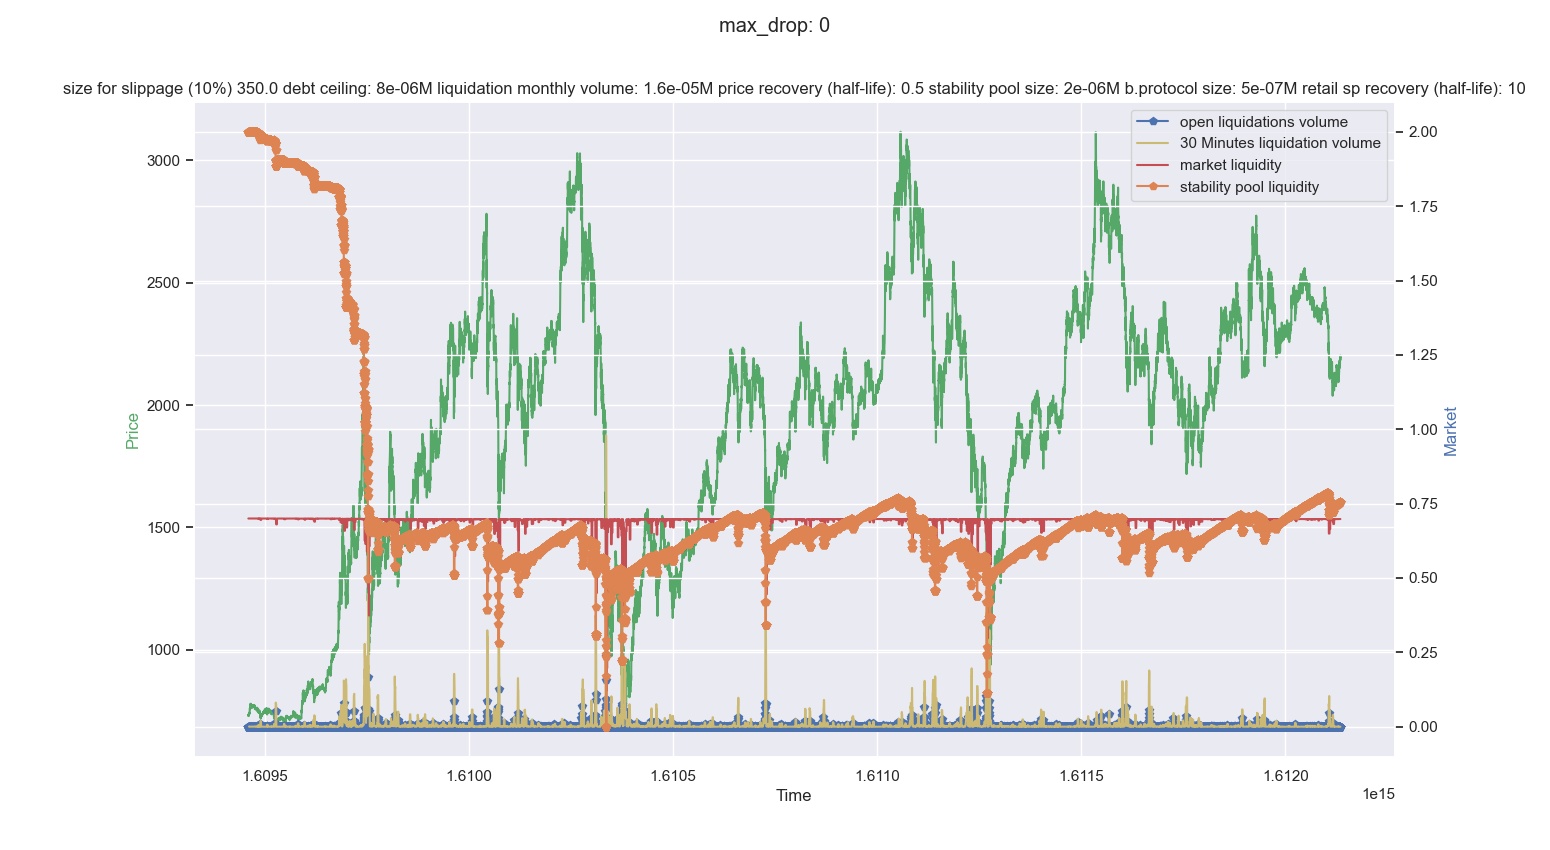 max_drop: 0
size for slippage (10%) 350.0 debt ceiling: 8e-06M liquidation monthly volume: 1.6e-05M price recovery (half-life): 0.5 stability pool size: 2e-06M b.protocol size: 5e-07M retail sp recovery (half-life): 10
open liquidations volume
30 Minutes liquidation volume
market liquidity
stability pool liquidity
3000
2500
2000
1500
1000
Price
2.00
1.75
1.50
1.25
1.00
0.75
0.50
0.25
0.00
Market
1.6095
1.6100
1.6105
1.6110
1.6115
1.6120
1e15
Time